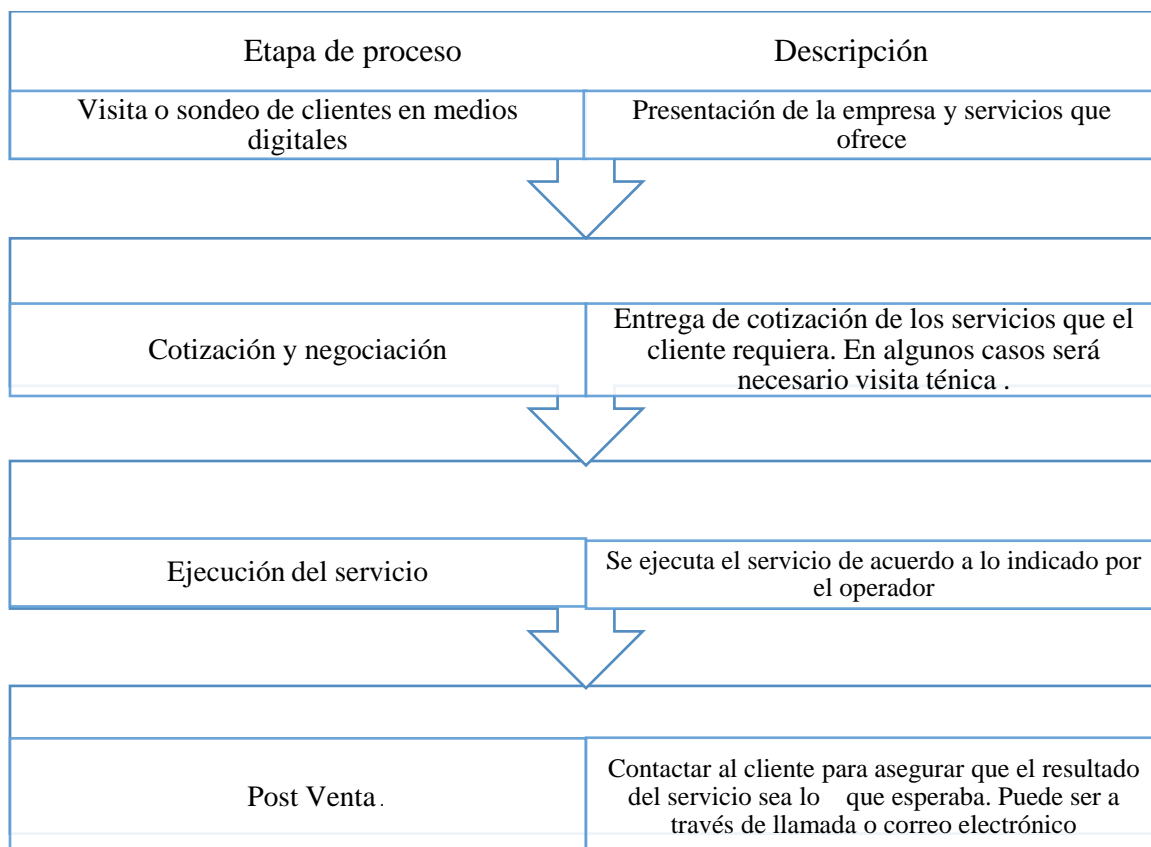 Etapa de proceso
Descripción
Visita o sondeo de clientes en medios
digitales
Presentación de la empresa y servicios que
ofrece
Cotización y negociación
Entrega de cotización de los servicios que el
cliente requiera. En algunos casos será
necesario visita ténica .
Ejecución del servicio
Se ejecuta el servicio de acuerdo a lo indicado por
el operador
Post Venta .
Contactar al cliente para asegurar que el resultado
del servicio sea lo que esperaba. Puede ser a
través de llamada o correo electrónico